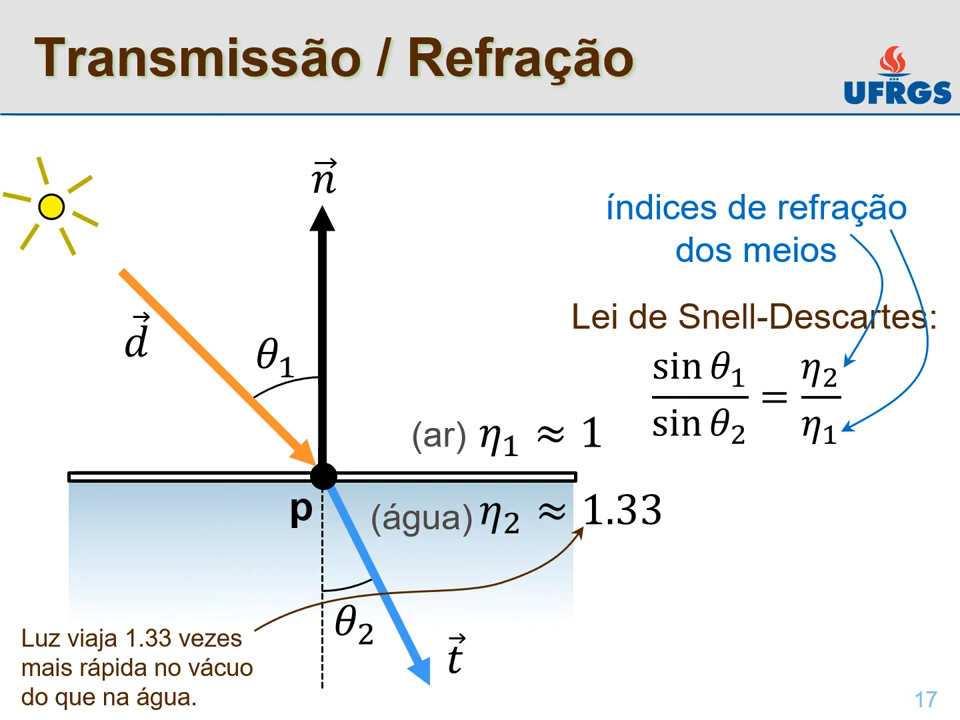 Transmissão / Refração
UFRGS
n⃗
índices de refração
dos meios
d⃗
θ₁
Lei de Snell-Descartes:
sin θ₁ / sin θ₂ = η₂ / η₁
(ar) η₁ ≈ 1
p
(água) η₂ ≈ 1.33
θ₂
t⃗
Luz viaja 1.33 vezes
mais rápida no vácuo
do que na água.
17